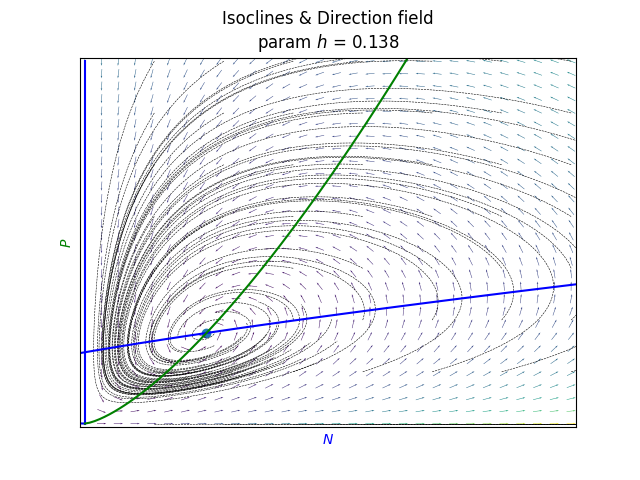 Isoclines & Direction field
param h = 0.138
P
N